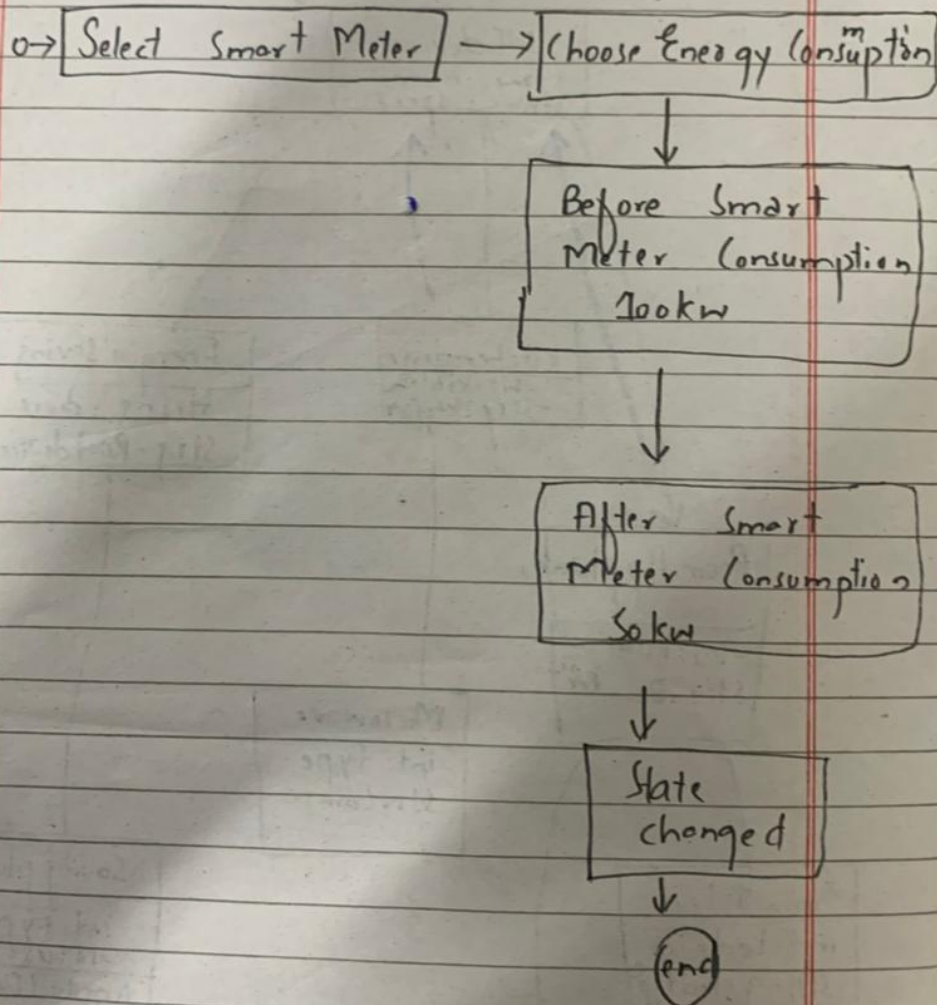 Select Smart Meter
Choose Energy Consumption
Before Smart
Meter Consumption
100kw
After Smart
Meter Consumption
50kw
State
changed
end